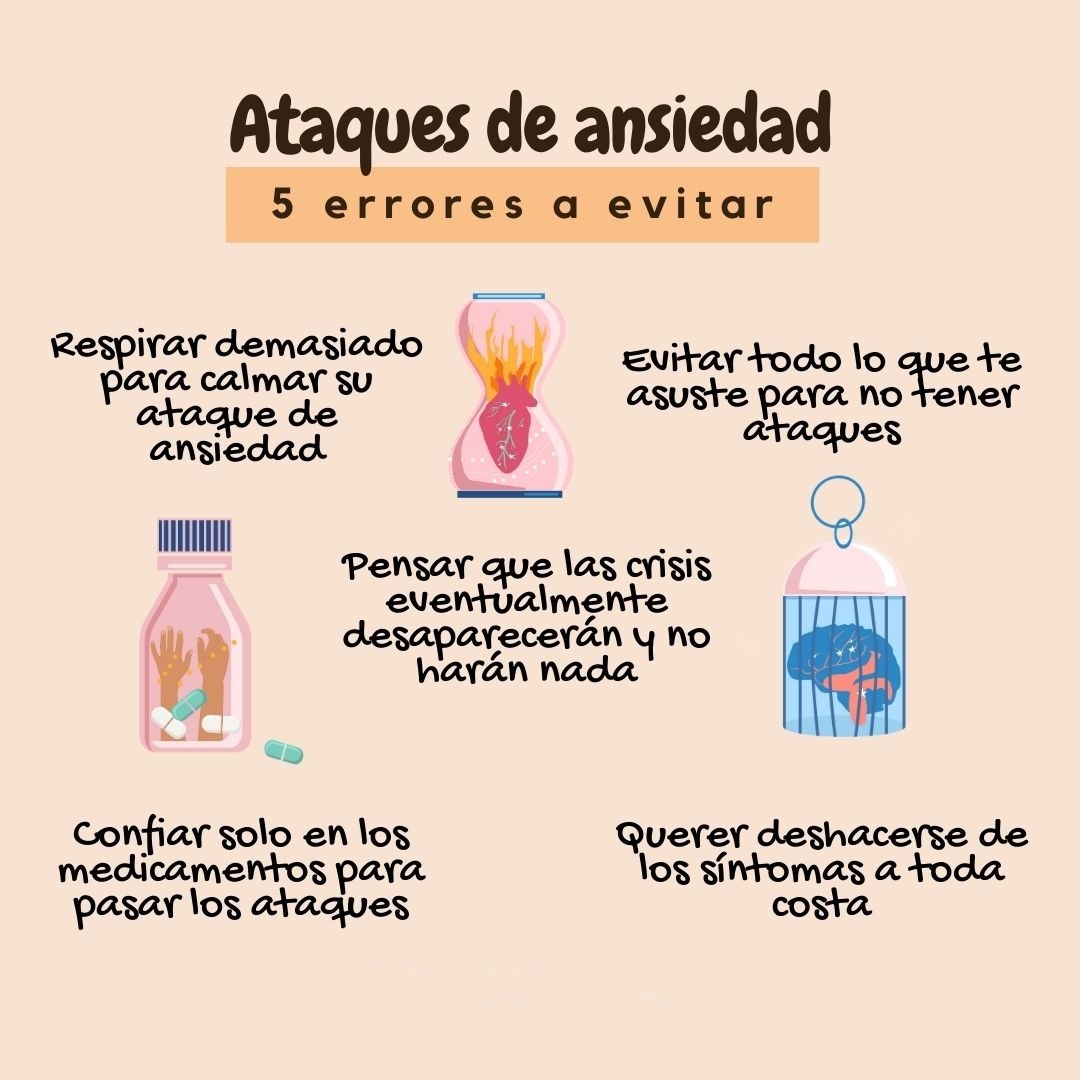 Ataques de ansiedad
5 errores a evitar
Respirar demasiado
para calmar su
ataque de
ansiedad
Evitar todo lo que te
asuste para no tener
ataques
Pensar que las crisis
eventualmente
desaparecerán y no
harán nada
Confiar solo en los
medicamentos para
pasar los ataques
Querer deshacerse de
los síntomas a toda
costa